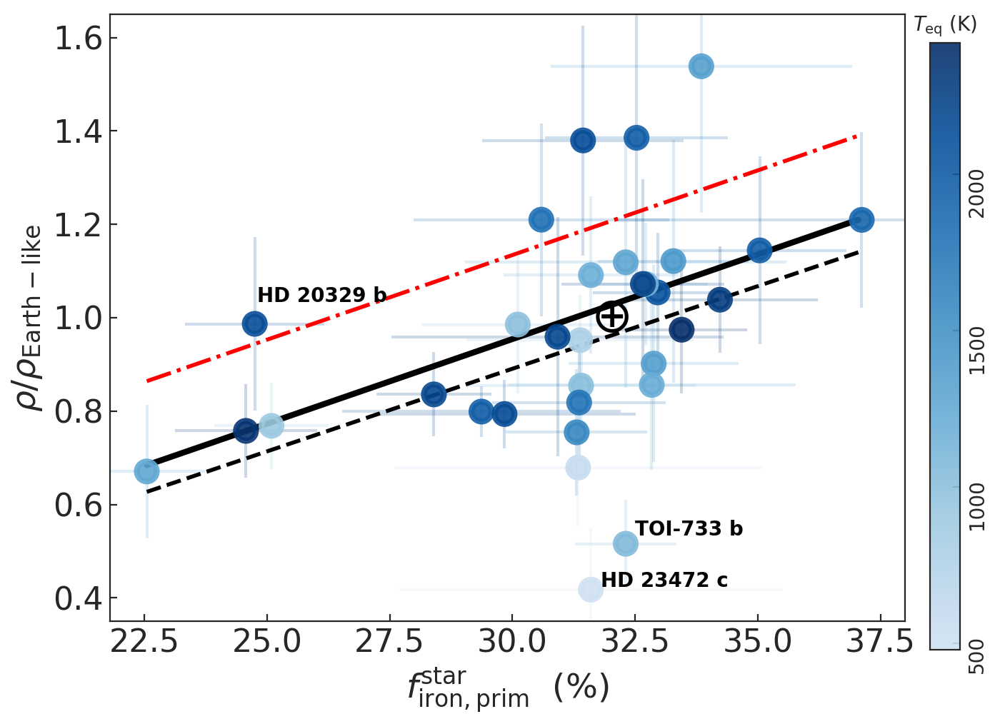 T_eq (K)
1.6
1.4
1.2
1.0
0.8
0.6
0.4
ρ/ρ_Earth−like
HD 20329 b
TOI-733 b
HD 23472 c
2000
1500
1000
500
22.5 25.0 27.5 30.0 32.5 35.0 37.5
f^star_iron, prim (%)